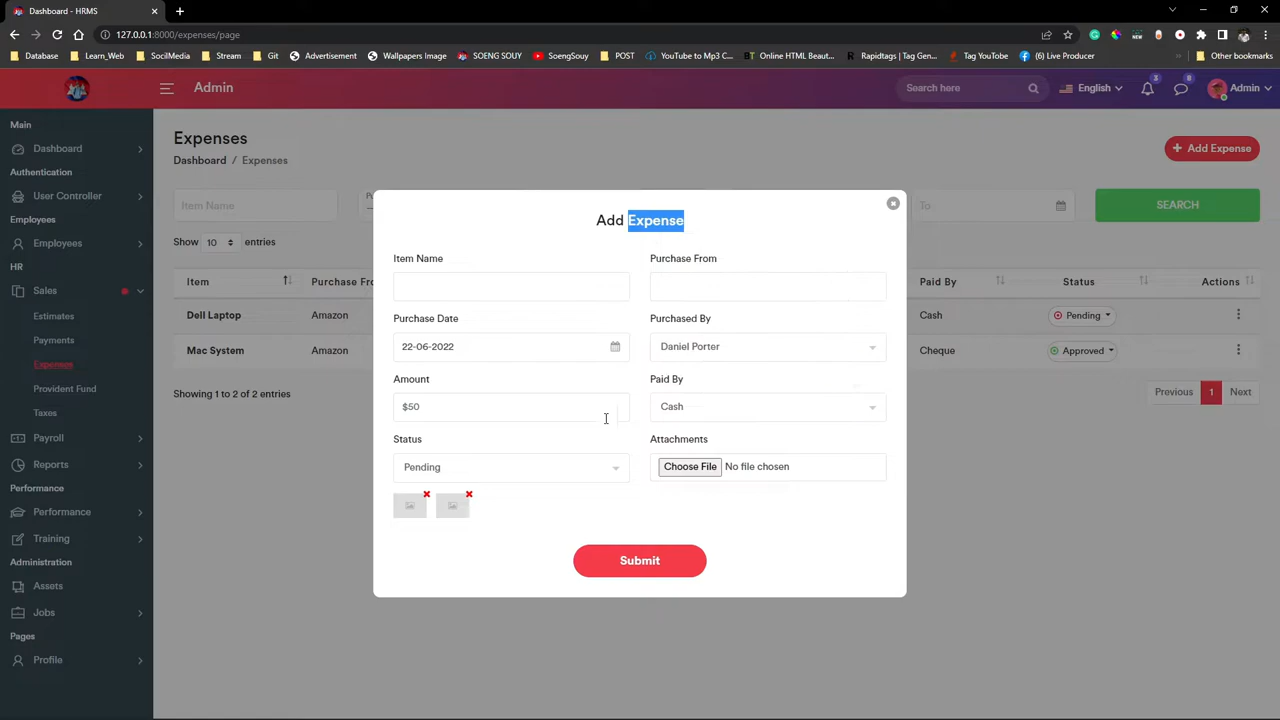 Dashboard - HRMS
127.0.0.1:8000/expenses/page
Database Learn_Web SocilMedia Stream Git Advertisement Wallpapers Image SOENG SOUY SoengSouy POST YouTube to Mp3 C... Online HTML Beaut... Rapidtags | Tag Gen... Tag YouTube (6) Live Producer Other bookmarks
Admin
Search here
English
3
8
Admin
Main
Dashboard
Authentication
User Controller
Employees
Employees
HR
Sales
Estimates
Payments
Expenses
Provident Fund
Taxes
Payroll
Reports
Performance
Performance
Training
Administration
Assets
Jobs
Pages
Profile
Expenses
Dashboard / Expenses
+ Add Expense
Item Name
To
SEARCH
Show 10 entries
Item Purchase Fr Paid By Status Actions
Dell Laptop Amazon Cash Pending
Mac System Amazon Cheque Approved
Showing 1 to 2 of 2 entries
Previous 1 Next
Add Expense
Item Name
Purchase From
Purchase Date
22-06-2022
Purchased By
Daniel Porter
Amount
$50
Paid By
Cash
Status
Pending
Attachments
Choose File No file chosen
Submit